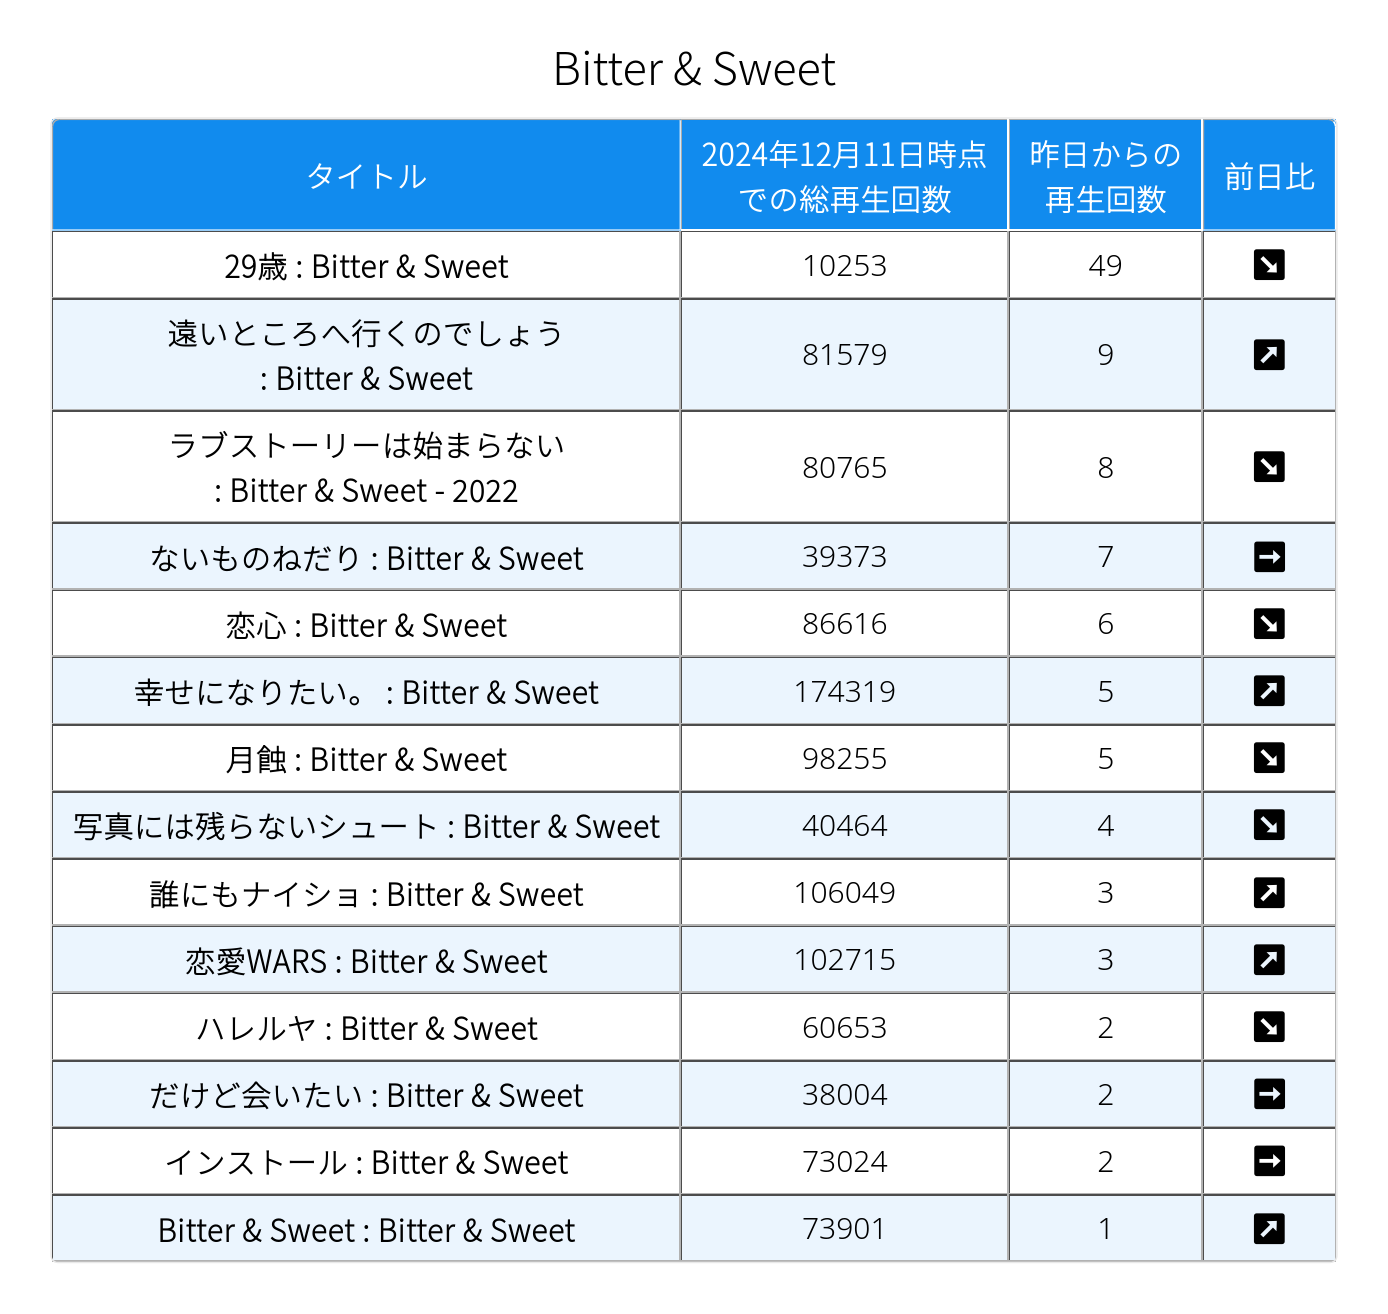 Bitter & Sweet
タイトル
2024年12月11日時点
での総再生回数
昨日からの
再生回数
前日比
29歳 : Bitter & Sweet
10253
49
遠いところへ行くのでしょう
: Bitter & Sweet
81579
9
ラブストーリーは始まらない
: Bitter & Sweet - 2022
80765
8
ないものねだり : Bitter & Sweet
39373
7
恋心 : Bitter & Sweet
86616
6
幸せになりたい。 : Bitter & Sweet
174319
5
月蝕 : Bitter & Sweet
98255
5
写真には残らないシュート : Bitter & Sweet
40464
4
誰にもナイショ : Bitter & Sweet
106049
3
恋愛WARS : Bitter & Sweet
102715
3
ハレルヤ : Bitter & Sweet
60653
2
だけど会いたい : Bitter & Sweet
38004
2
インストール : Bitter & Sweet
73024
2
Bitter & Sweet : Bitter & Sweet
73901
1